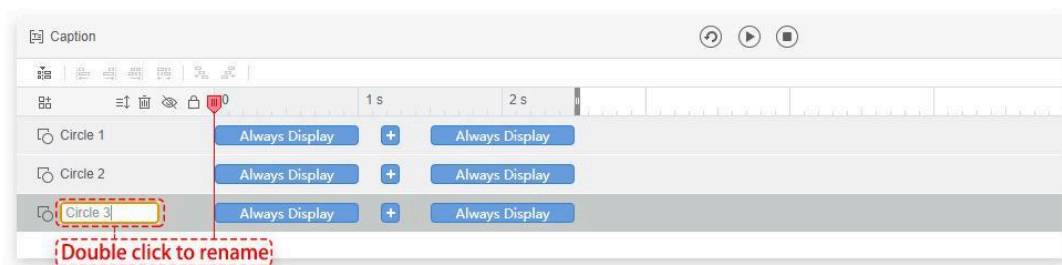 Caption
0 1 s 2 s
Circle 1 Always Display + Always Display
Circle 2 Always Display + Always Display
Circle 3 Always Display + Always Display
Double click to rename